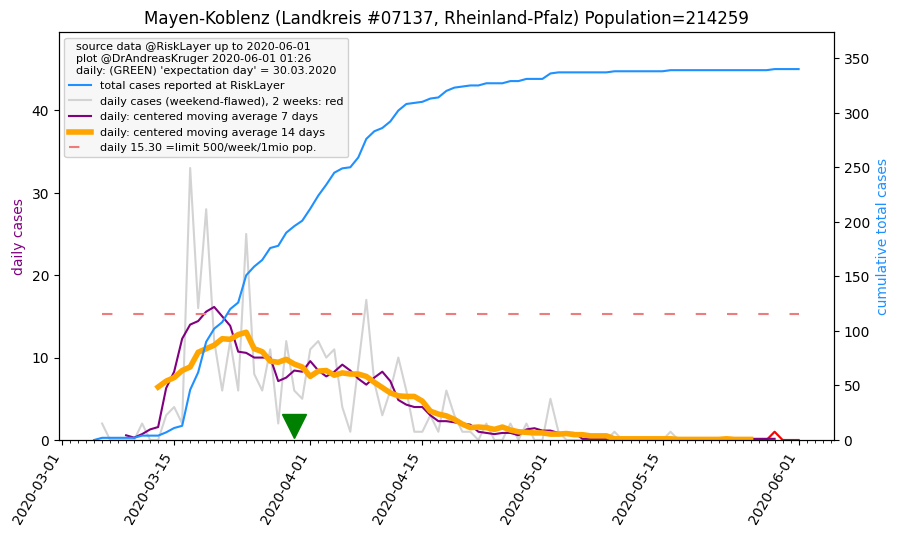 Mayen-Koblenz (Landkreis #07137, Rheinland-Pfalz) Population=214259
source data @RiskLayer up to 2020-06-01
plot @DrAndreasKruger 2020-06-01 01:26
daily: (GREEN) 'expectation day' = 30.03.2020
total cases reported at RiskLayer
daily cases (weekend-flawed), 2 weeks: red
daily: centered moving average 7 days
daily: centered moving average 14 days
daily 15.30 =limit 500/week/1mio pop.
daily cases
40
30
20
10
0
cumulative total cases
350
300
250
200
150
100
50
0
2020-03-01
2020-03-15
2020-04-01
2020-04-15
2020-05-01
2020-05-15
2020-06-01